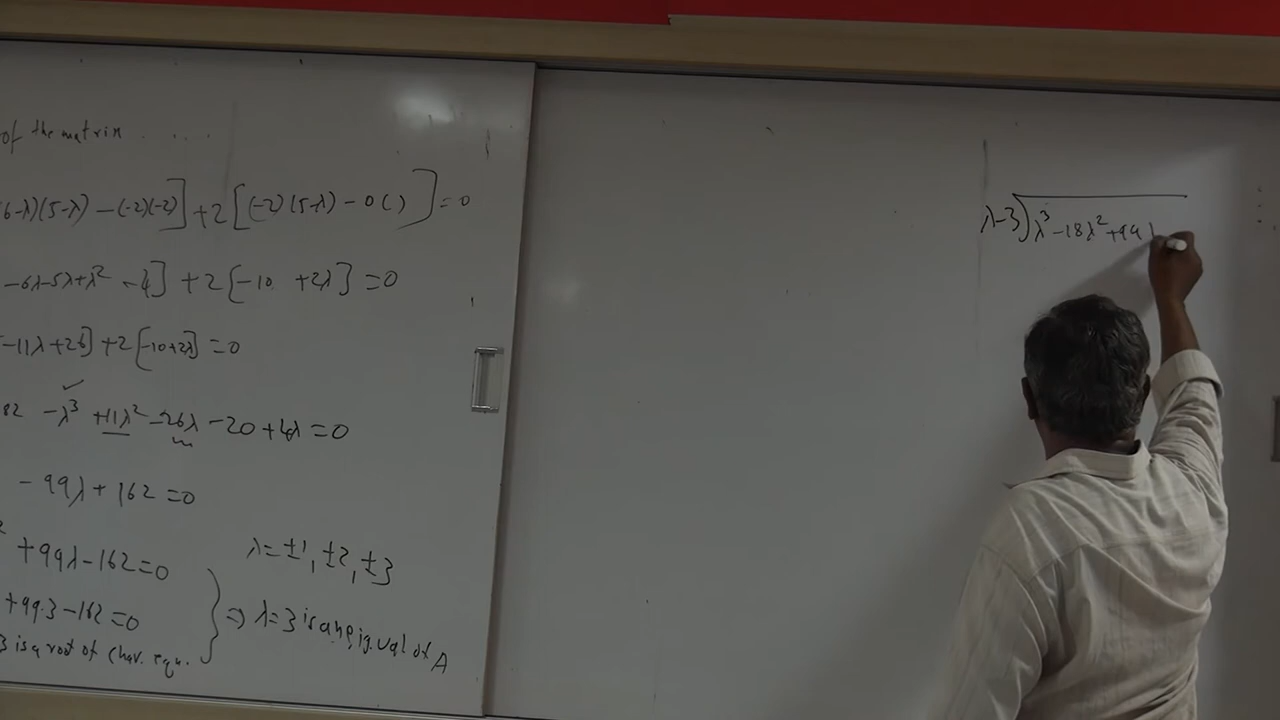 of the matrix ....
6-λ)(5-λ) - (-2)(-2)] + 2[(-2)(5-λ) - 0( )] = 0
-6λ-5λ+λ² -4] + 2[-10 +2λ] = 0
-11λ+26] + 2[-10+2λ] = 0
82 -λ³ +11λ² -26λ -20 +4λ = 0
- 99λ + 162 = 0
² +99λ-162=0
λ = ±1, ±2, ±3
+99.3 -162 = 0
⇒ λ=3 is an eig. val of A
3 is a root of char. equ.
λ-3) λ³ -18λ² +99λ